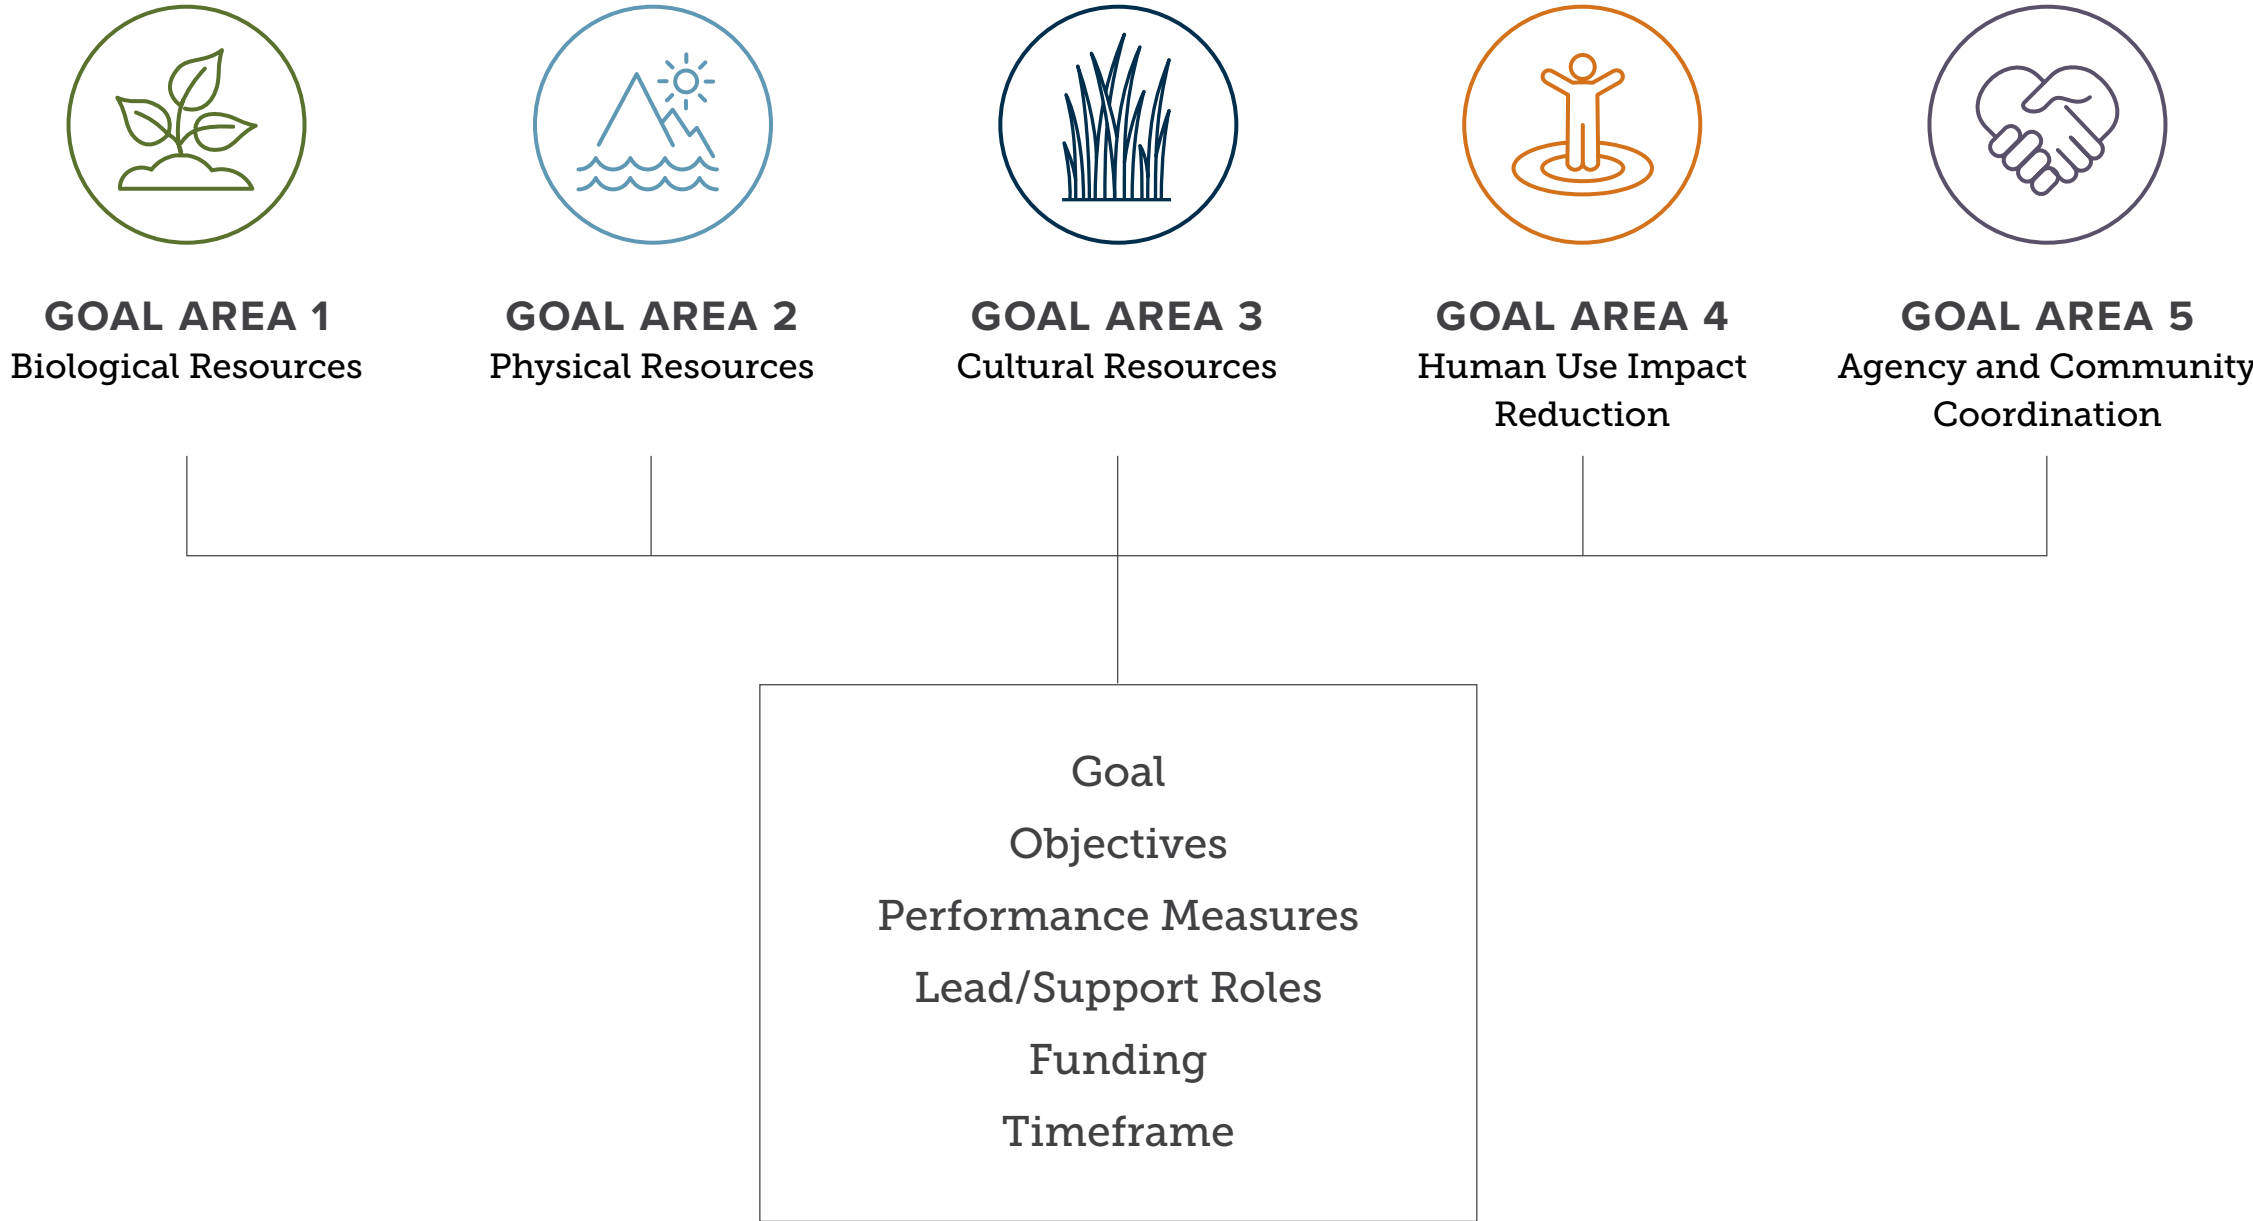 GOAL AREA 1
Biological Resources
GOAL AREA 2
Physical Resources
GOAL AREA 3
Cultural Resources
GOAL AREA 4
Human Use Impact
Reduction
GOAL AREA 5
Agency and Community
Coordination
Goal
Objectives
Performance Measures
Lead/Support Roles
Funding
Timeframe